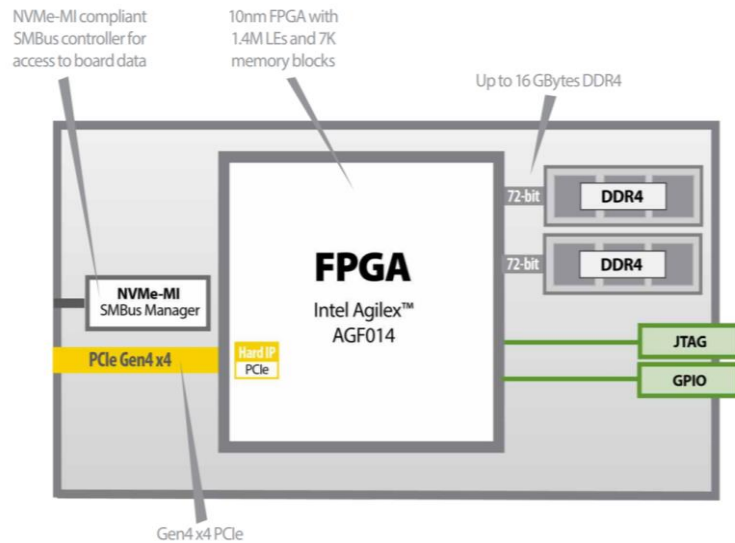 NVMe-MI compliant
SMBus controller for
access to board data
10nm FPGA with
1.4M LEs and 7K
memory blocks
Up to 16 GBytes DDR4
72-bit
DDR4
72-bit
DDR4
FPGA
Intel Agilex™
AGF014
NVMe-MI
SMBus Manager
PCIe Gen4 x4
Hard IP
PCIe
JTAG
GPIO
Gen4 x4 PCIe